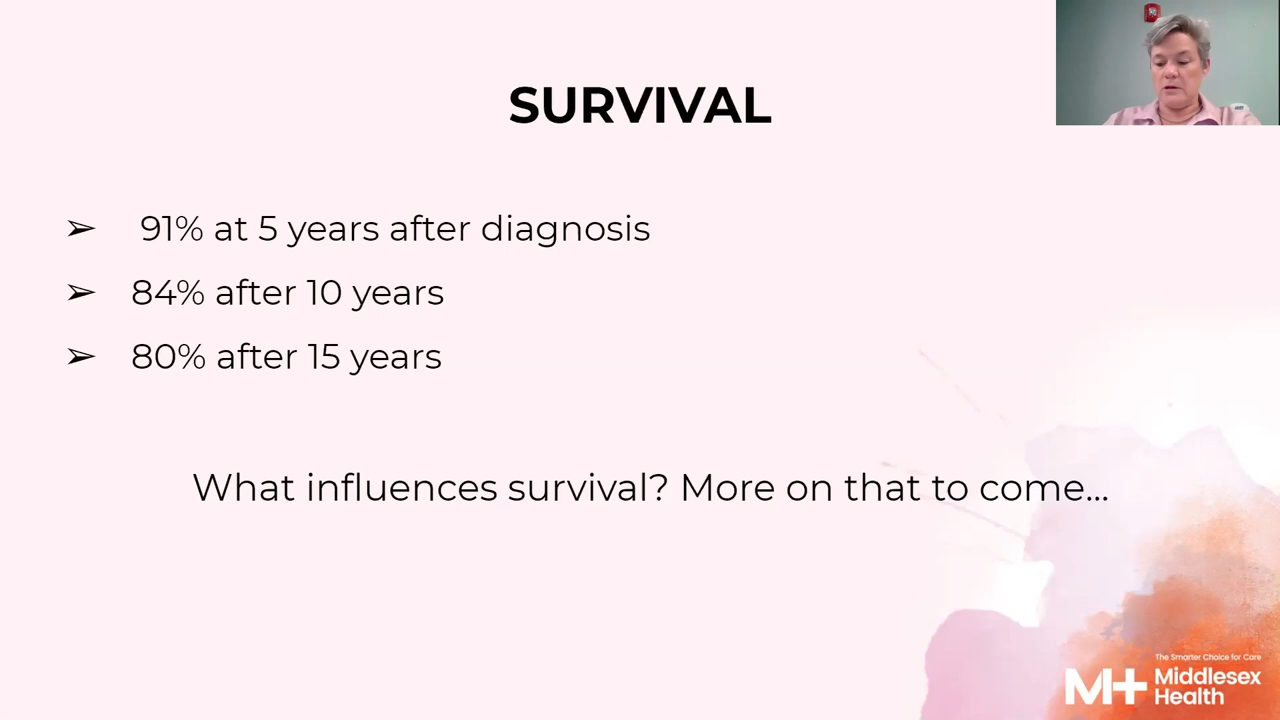 SURVIVAL
➢ 91% at 5 years after diagnosis
➢ 84% after 10 years
➢ 80% after 15 years
What influences survival? More on that to come...
The Smarter Choice for Care
M+ Middlesex
Health